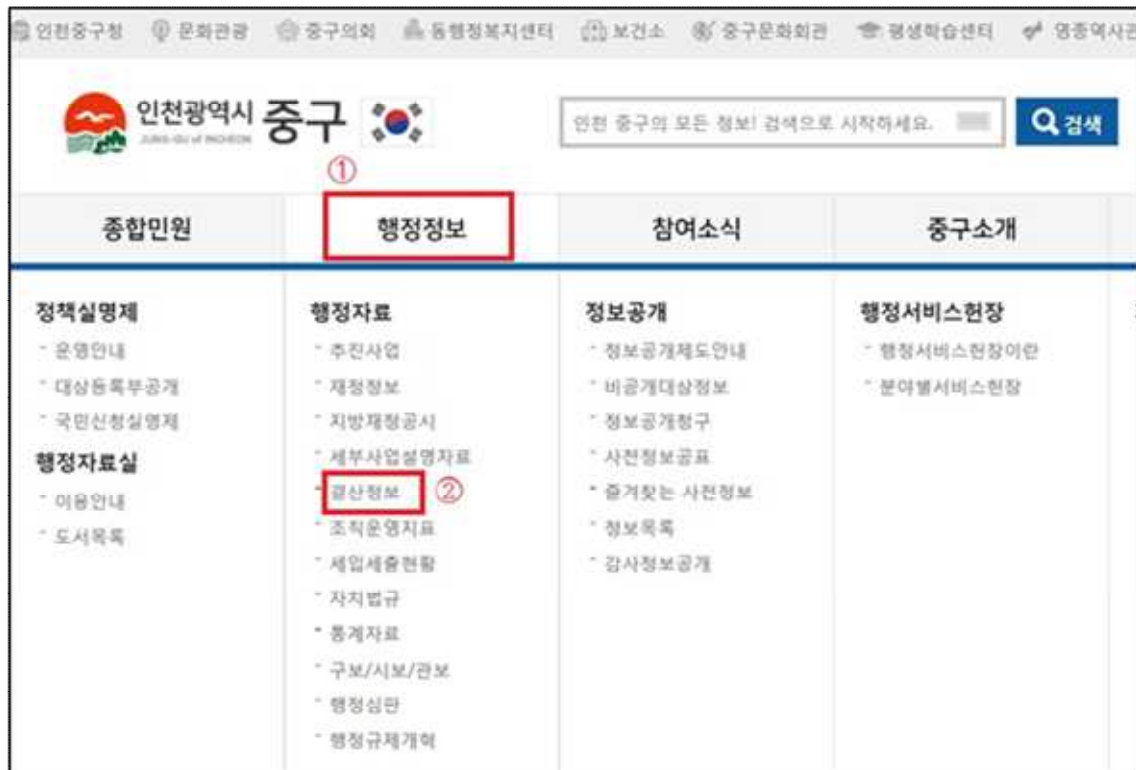 인천중구청 문화관광 중구의회 동행정복지센터 보건소 중구문화회관 평생학습센터 영종역사관
인천광역시 중구
JUNG-GU of INCHEON
인천 중구의 모든 정보! 검색으로 시작하세요. 검색
①
종합민원 행정정보 참여소식 중구소개
정책실명제
- 운영안내
- 대상등록부공개
- 국민신청실명제
행정자료실
- 이용안내
- 도서목록
행정자료
- 추진사업
- 재정정보
- 지방재정공시
- 세부사업설명자료
- 결산정보 ②
- 조직운영지표
- 세입세출현황
- 자치법규
- 통계자료
- 구보/시보/관보
- 행정심판
- 행정규제개혁
정보공개
- 정보공개제도안내
- 비공개대상정보
- 정보공개청구
- 사전정보공표
- 즐겨찾는 사전정보
- 정보목록
- 감사정보공개
행정서비스헌장
- 행정서비스헌장이란
- 분야별서비스헌장